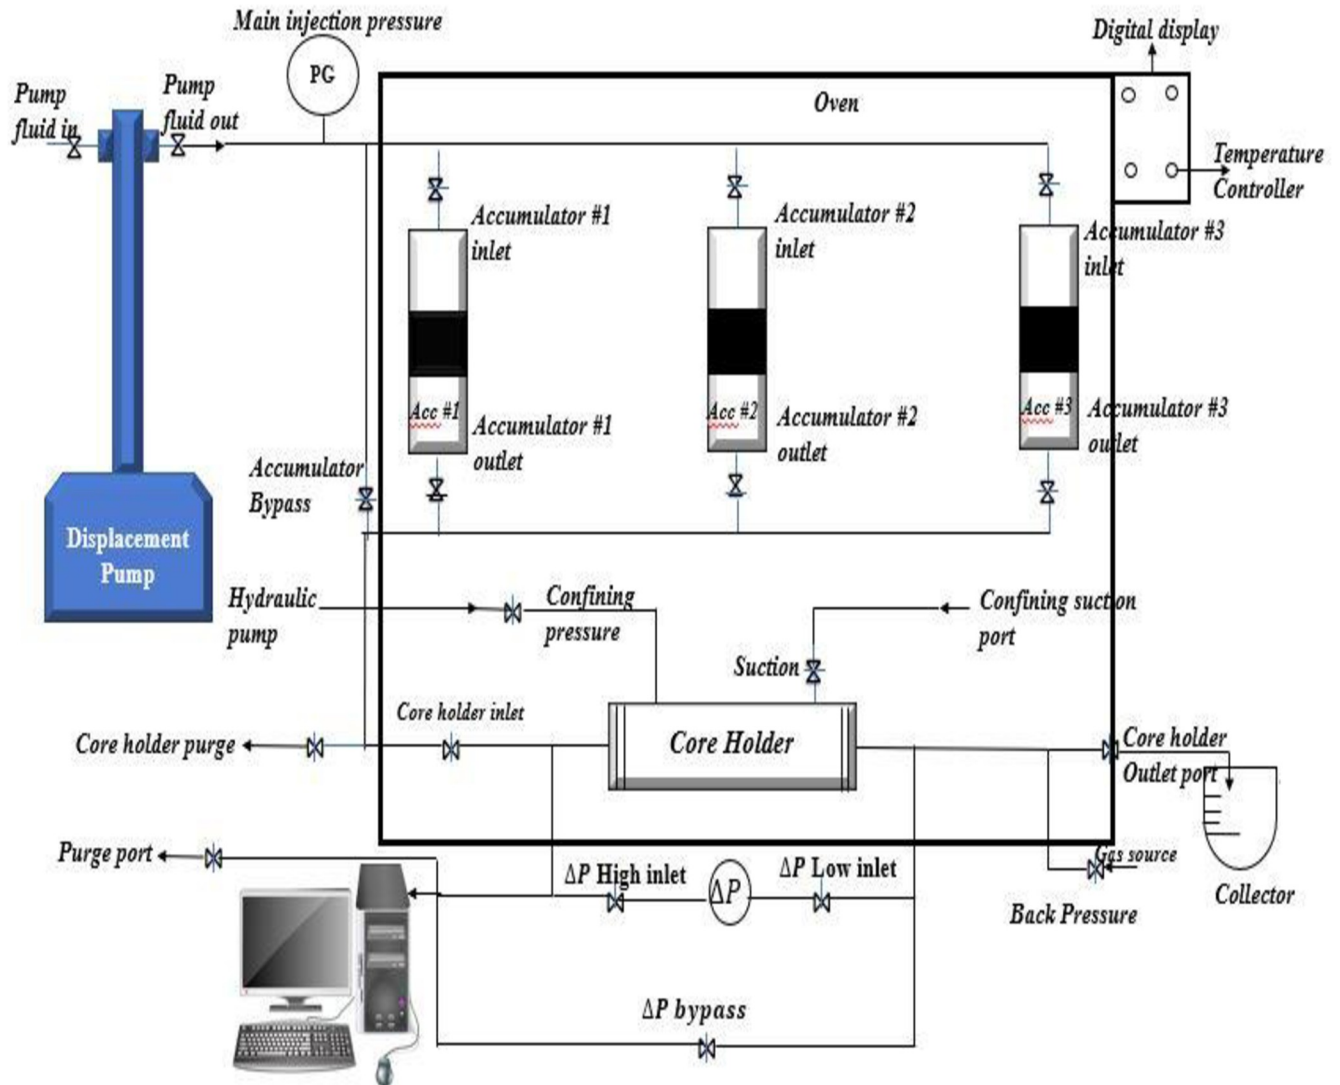 Main injection pressure
PG
Digital display
Pump
fluid in
Pump
fluid out
Oven
Temperature
Controller
Accumulator #1
inlet
Accumulator #2
inlet
Accumulator #3
inlet
Acc #1
Acc #2
Acc #3
Accumulator #1
outlet
Accumulator #2
outlet
Accumulator #3
outlet
Accumulator
Bypass
Displacement
Pump
Hydraulic
pump
Confining
pressure
Confining suction
port
Suction
Core holder inlet
Core holder purge
Core Holder
Core holder
Outlet port
Purge port
ΔP High inlet
ΔP
ΔP Low inlet
Gas source
Back Pressure
Collector
ΔP bypass